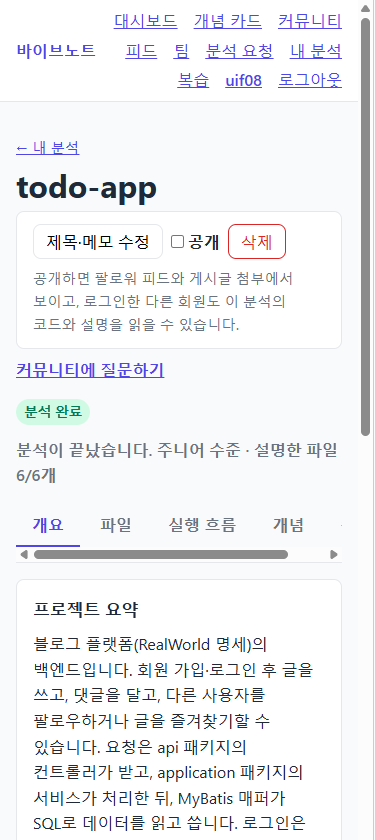 대시보드 개념 카드 커뮤니티
바이브노트 피드 팀 분석 요청 내 분석
복습 uif08 로그아웃
← 내 분석
todo-app
제목·메모 수정 공개 삭제
공개하면 팔로워 피드와 게시글 첨부에서
보이고, 로그인한 다른 회원도 이 분석의
코드와 설명을 읽을 수 있습니다.
커뮤니티에 질문하기
분석 완료
분석이 끝났습니다. 주니어 수준 · 설명한 파일
6/6개
개요 파일 실행 흐름 개념
프로젝트 요약
블로그 플랫폼(RealWorld 명세)의
백엔드입니다. 회원 가입·로그인 후 글을
쓰고, 댓글을 달고, 다른 사용자를
팔로우하거나 글을 즐겨찾기할 수
있습니다. 요청은 api 패키지의
컨트롤러가 받고, application 패키지의
서비스가 처리한 뒤, MyBatis 매퍼가
SQL로 데이터를 읽고 씁니다. 로그인은